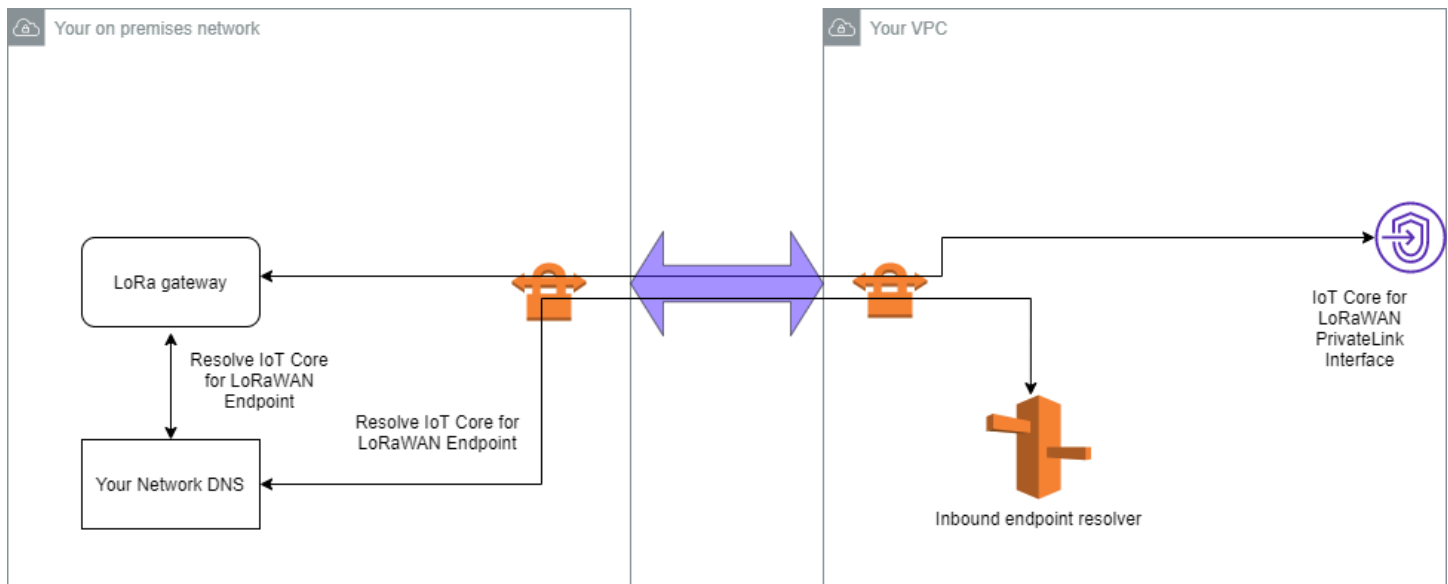 Your on premises network
Your VPC
LoRa gateway
Resolve IoT Core
for LoRaWAN
Endpoint
Resolve IoT Core for
LoRaWAN Endpoint
Your Network DNS
IoT Core for
LoRaWAN
PrivateLink
Interface
Inbound endpoint resolver